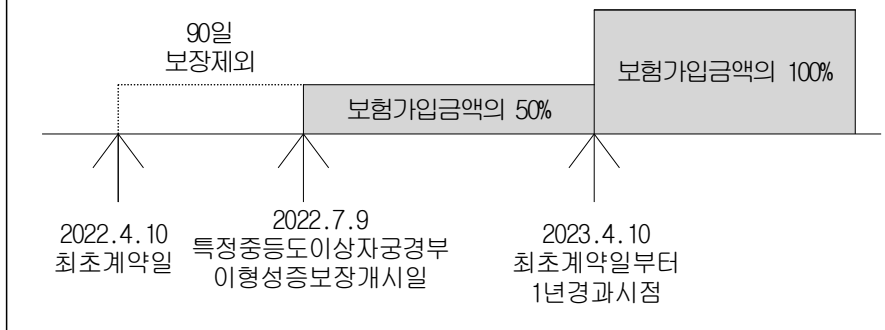 90일
보장제외
보험가입금액의 50%
보험가입금액의 100%
2022.4.10
최초계약일
2022.7.9
특정중등도이상자궁경부
이형성증보장개시일
2023.4.10
최초계약일부터
1년경과시점